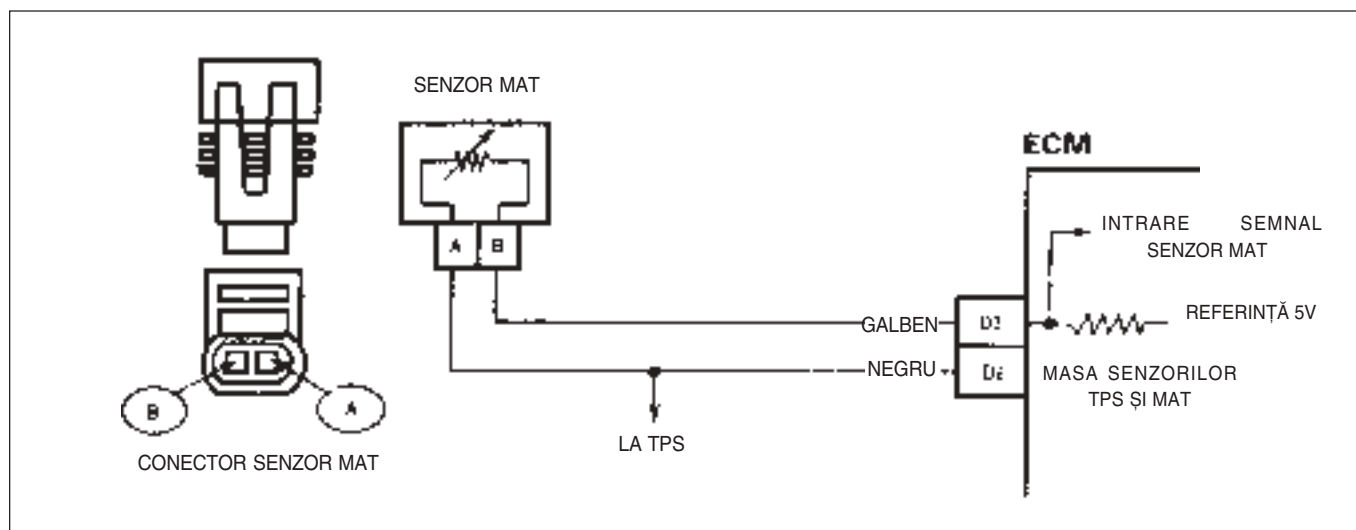 SENZOR MAT
ECM
A B
INTRARE SEMNAL
SENZOR MAT
REFERINȚĂ 5V
GALBEN
NEGRU
MASA SENZORILOR
TPS ȘI MAT
LA TPS
B
A
CONECTOR SENZOR MAT